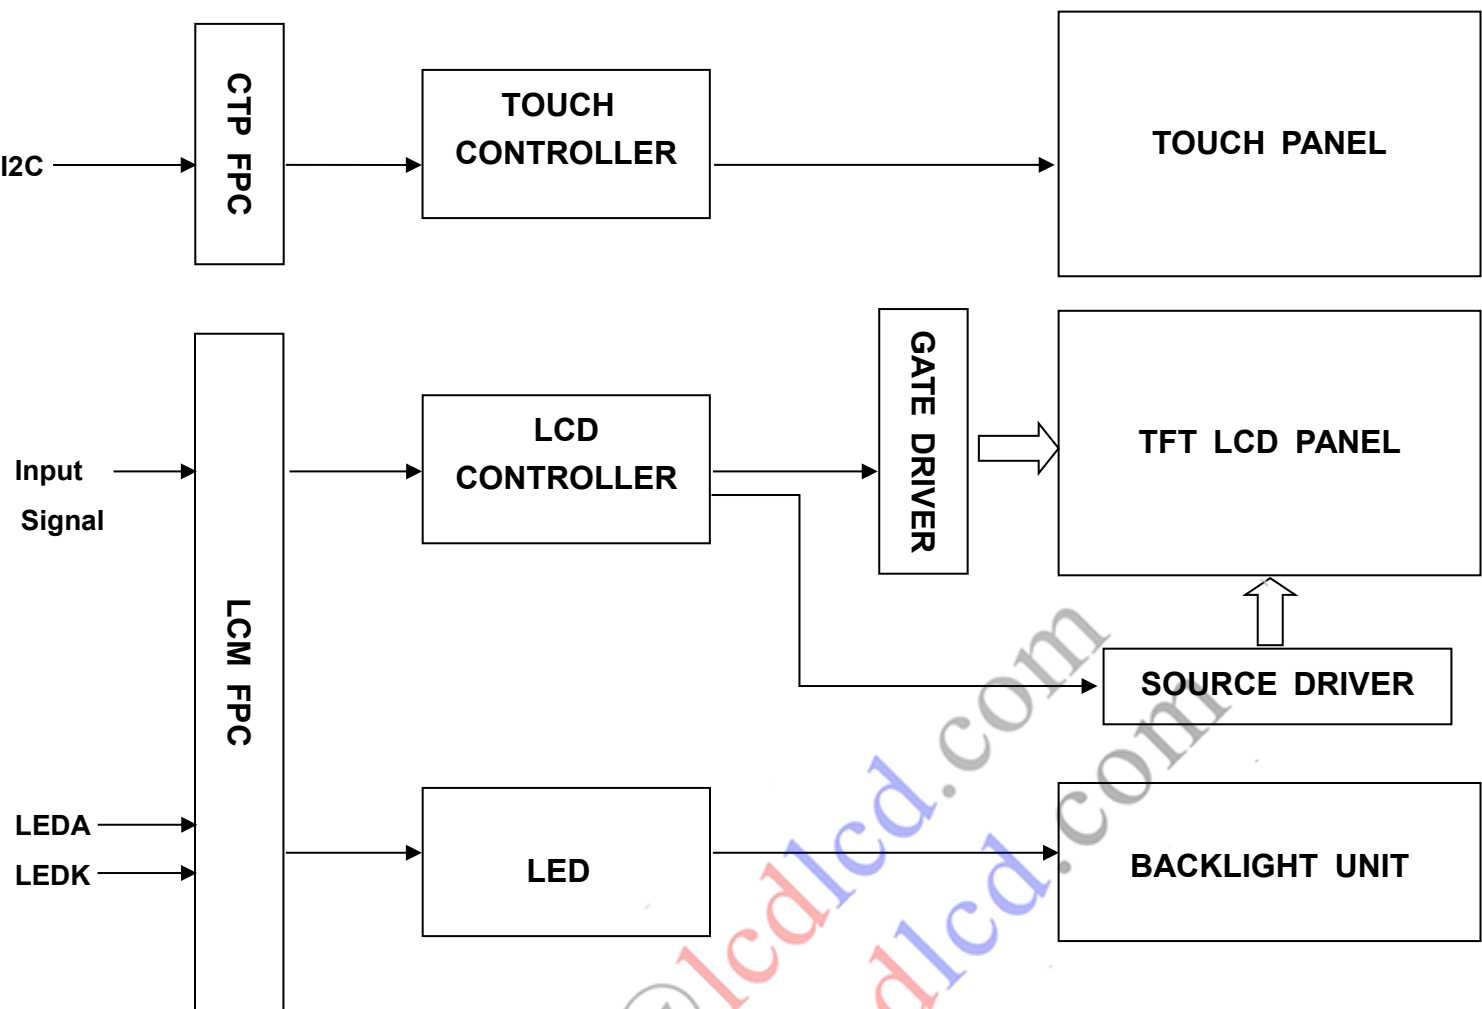 CTP FPC
TOUCH
CONTROLLER
TOUCH PANEL
I2C
GATE DRIVER
LCD
CONTROLLER
TFT LCD PANEL
Input
Signal
LCM FPC
SOURCE DRIVER
LEDA
LEDK
LED
BACKLIGHT UNIT
@lcdlcd.com
dlcd.com